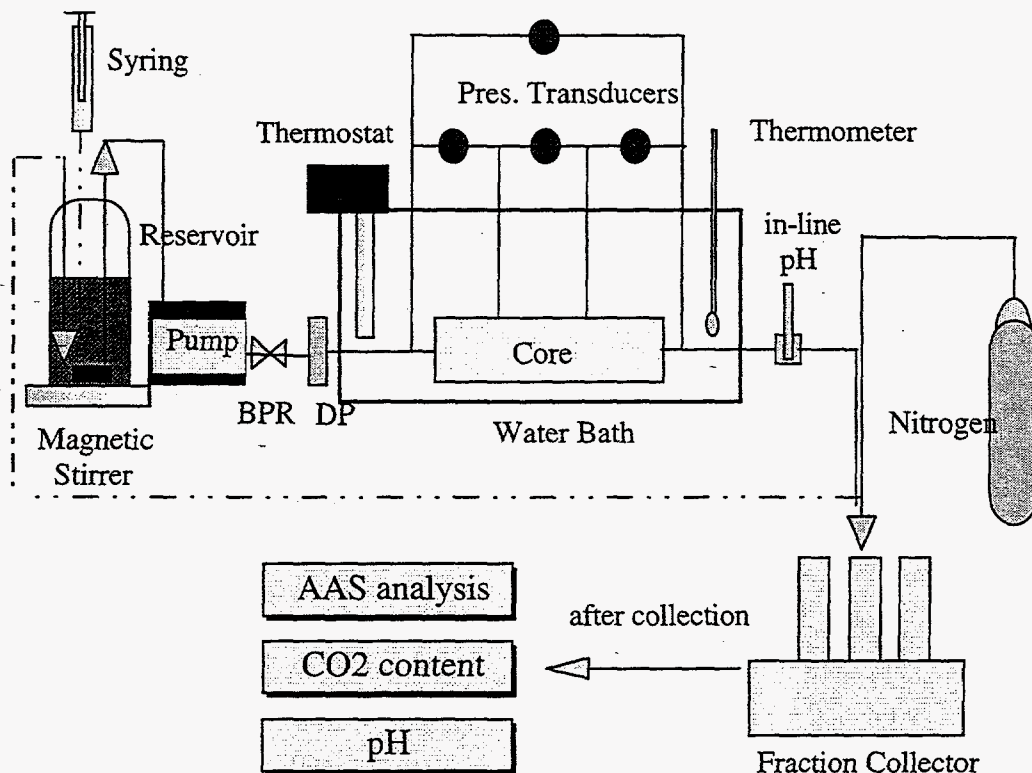 Syring
Pres. Transducers
Thermostat
Thermometer
Reservoir
in-line
pH
Pump
Core
BPR
DP
Water Bath
Nitrogen
Magnetic
Stirrer
AAS analysis
after collection
CO2 content
pH
Fraction Collector